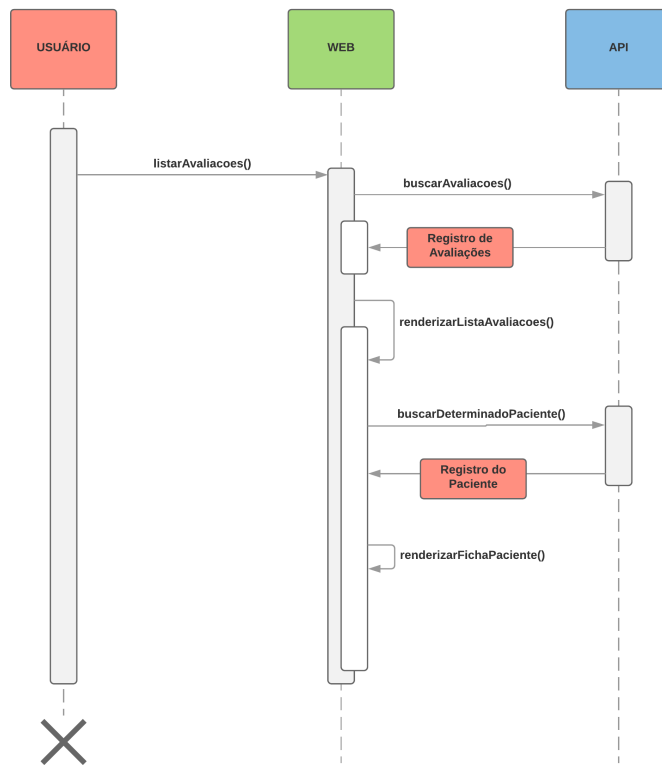 USUÁRIO
WEB
API
listarAvaliacoes()
buscarAvaliacoes()
Registro de
Avaliações
renderizarListaAvaliacoes()
buscarDeterminadoPaciente()
Registro do
Paciente
renderizarFichaPaciente()